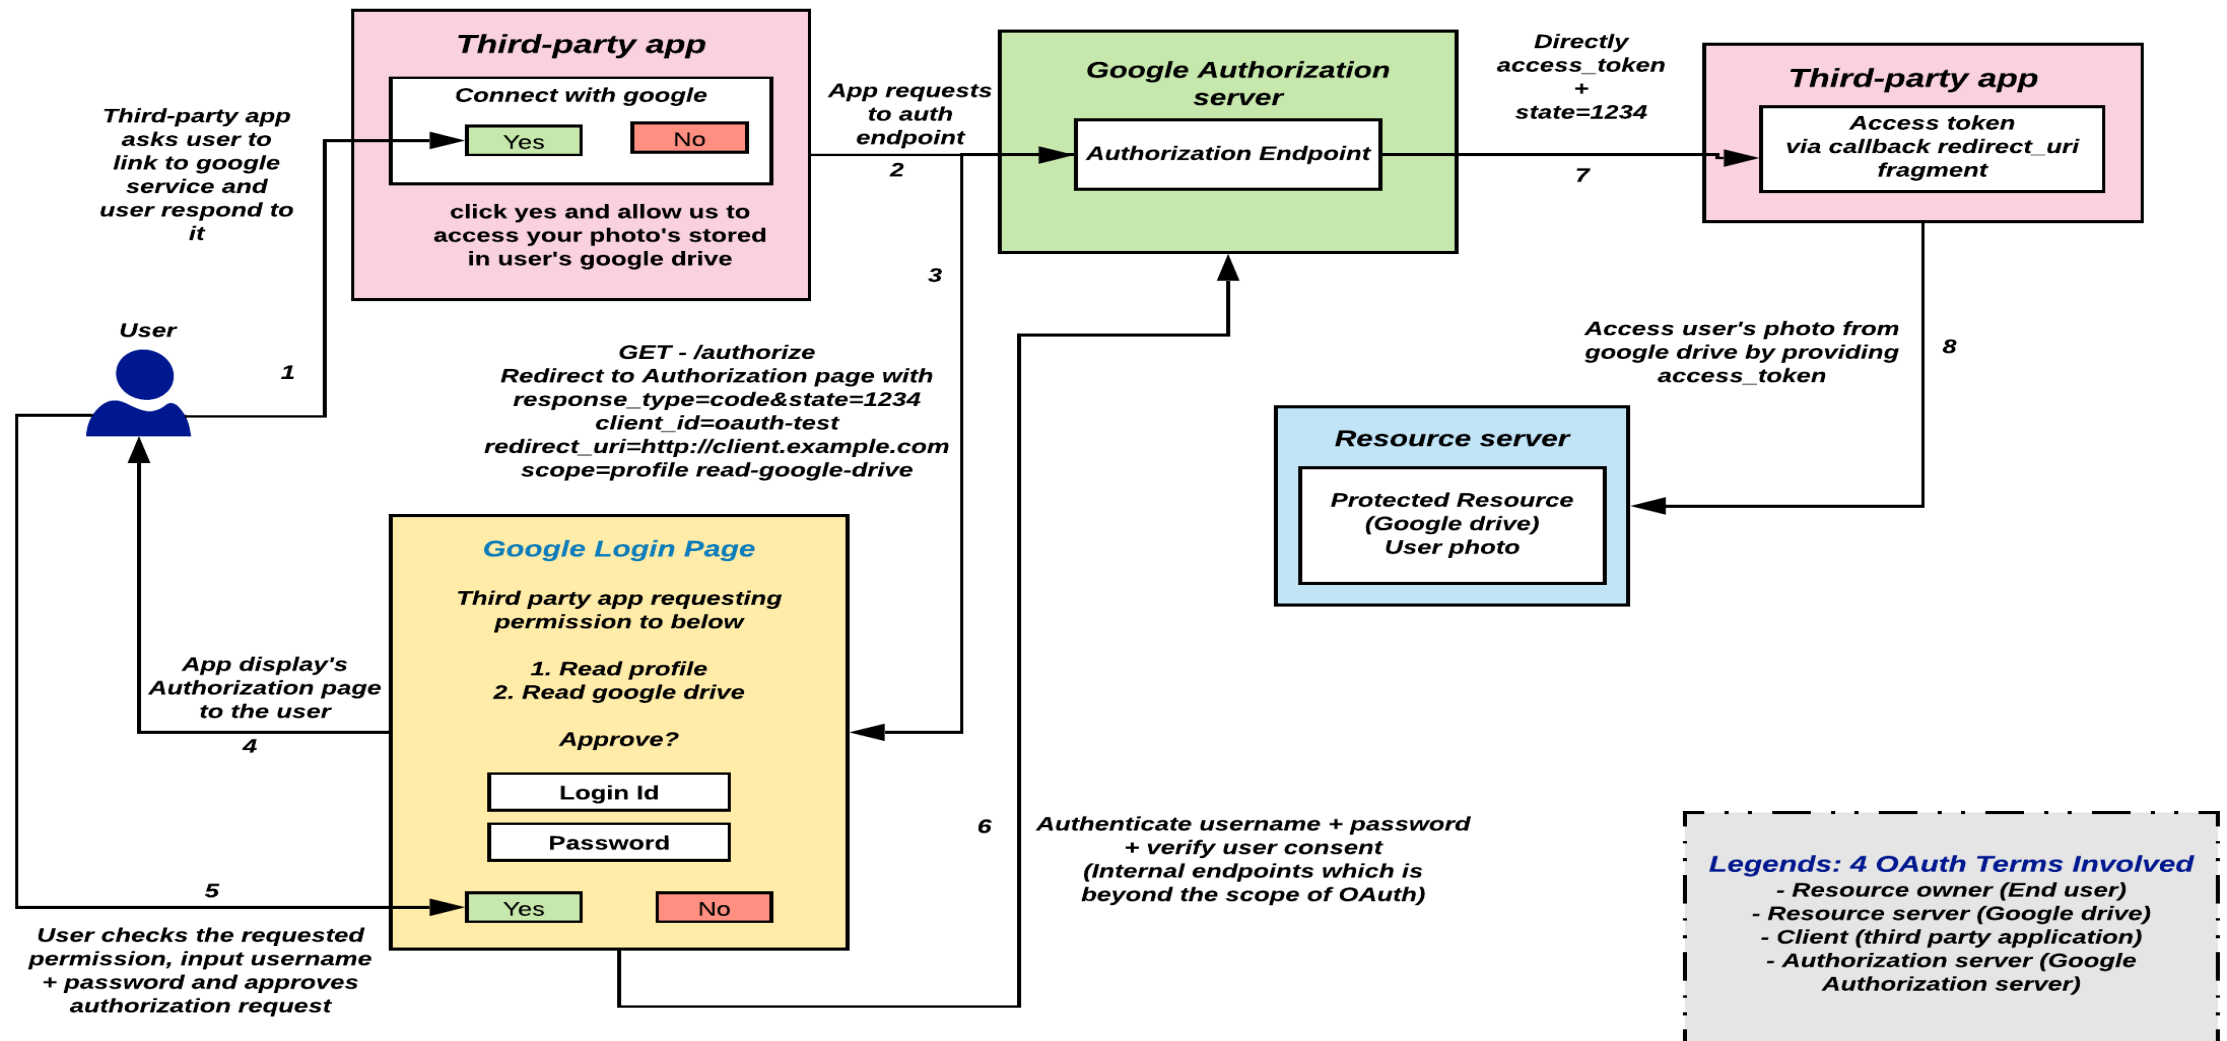 Third-party app
Connect with google
Yes
No
click yes and allow us to
access your photo's stored
in user's google drive
Third-party app
asks user to
link to google
service and
user respond to
it
User
1
App requests
to auth
endpoint
2
3
Google Authorization
server
Authorization Endpoint
Directly
access_token
+
state=1234
7
Third-party app
Access token
via callback redirect_uri
fragment
GET - /authorize
Redirect to Authorization page with
response_type=code&state=1234
client_id=oauth-test
redirect_uri=http://client.example.com
scope=profile read-google-drive
Access user's photo from
google drive by providing
access_token
8
Resource server
Protected Resource
(Google drive)
User photo
Google Login Page
Third party app requesting
permission to below
1. Read profile
2. Read google drive
Approve?
Login Id
Password
Yes
No
App display's
Authorization page
to the user
4
5
User checks the requested
permission, input username
+ password and approves
authorization request
6
Authenticate username + password
+ verify user consent
(Internal endpoints which is
beyond the scope of OAuth)
Legends: 4 OAuth Terms Involved
- Resource owner (End user)
- Resource server (Google drive)
- Client (third party application)
- Authorization server (Google
Authorization server)